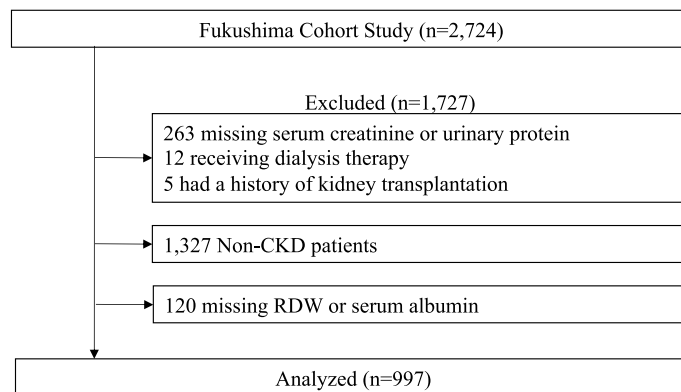 Fukushima Cohort Study (n=2,724)
Excluded (n=1,727)
263 missing serum creatinine or urinary protein
12 receiving dialysis therapy
5 had a history of kidney transplantation
1,327 Non-CKD patients
120 missing RDW or serum albumin
Analyzed (n=997)